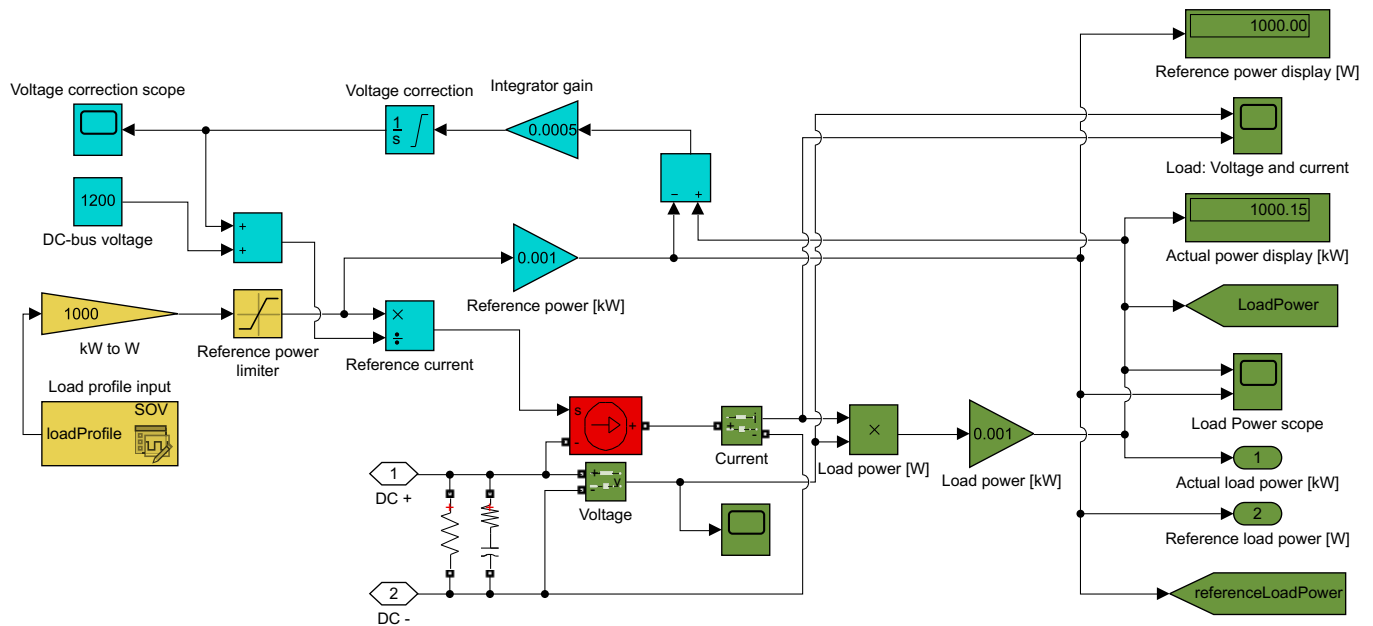 1000.00
Reference power display [W]
Voltage correction scope
Voltage correction
1
s
Integrator gain
0.0005
Load: Voltage and current
1200
DC-bus voltage
- +
1000.15
Actual power display [kW]
+
+
0.001
Reference power [kW]
LoadPower
1000
kW to W
Reference power
limiter
×
÷
Reference current
Load profile input
SOV
loadProfile
s
+
-
+ i
-
Current
×
Load power [W]
0.001
Load power [kW]
Load Power scope
1
Actual load power [kW]
1
DC +
+
- v
Voltage
+
+
2
Reference load power [W]
2
DC -
referenceLoadPower